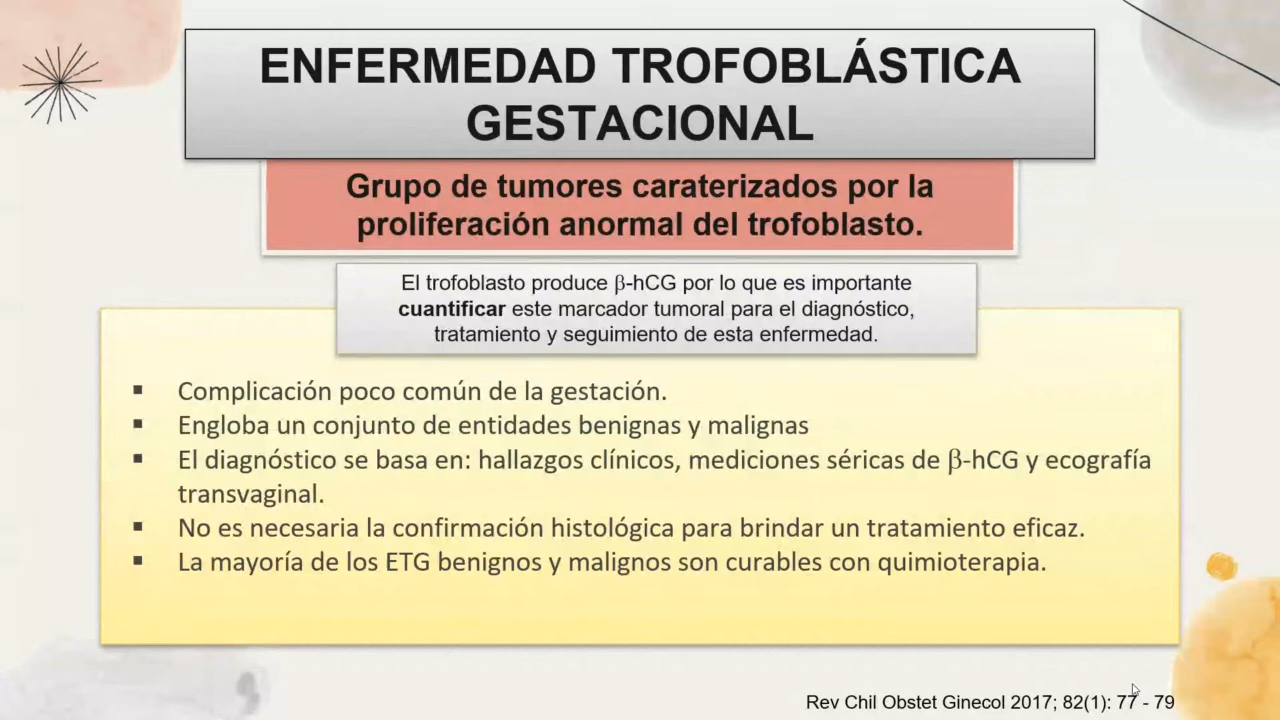 ENFERMEDAD TROFOBLÁSTICA
GESTACIONAL
Grupo de tumores caraterizados por la
proliferación anormal del trofoblasto.
El trofoblasto produce β-hCG por lo que es importante
cuantificar este marcador tumoral para el diagnóstico,
tratamiento y seguimiento de esta enfermedad.
▪ Complicación poco común de la gestación.
▪ Engloba un conjunto de entidades benignas y malignas
▪ El diagnóstico se basa en: hallazgos clínicos, mediciones séricas de β-hCG y ecografía
transvaginal.
▪ No es necesaria la confirmación histológica para brindar un tratamiento eficaz.
▪ La mayoría de los ETG benignos y malignos son curables con quimioterapia.
Rev Chil Obstet Ginecol 2017; 82(1): 77 - 79